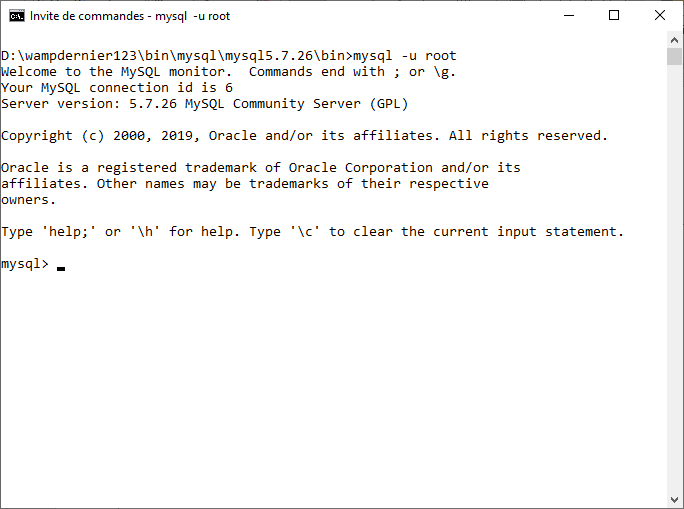 Invite de commandes - mysql  -u root
D:\wampdernier123\bin\mysql\mysql5.7.26\bin>mysql -u root
Welcome to the MySQL monitor.  Commands end with ; or \g.
Your MySQL connection id is 6
Server version: 5.7.26 MySQL Community Server (GPL)
Copyright (c) 2000, 2019, Oracle and/or its affiliates. All rights reserved.
Oracle is a registered trademark of Oracle Corporation and/or its
affiliates. Other names may be trademarks of their respective
owners.
Type 'help;' or '\h' for help. Type '\c' to clear the current input statement.
mysql>